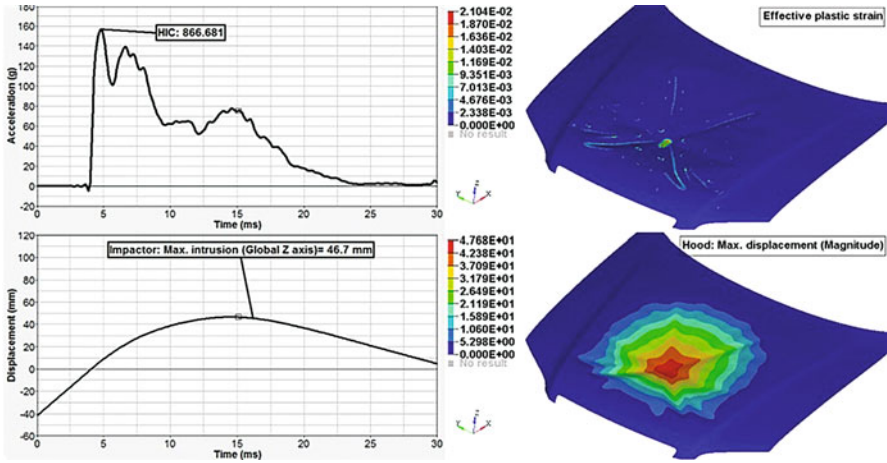 180
160
140
120
100
80
60
40
20
0
-20
Acceleration (g)
HIC: 866.681
0
5
10
15
20
25
30
Time (ms)
2.104E-02
1.870E-02
1.636E-02
1.403E-02
1.169E-02
9.351E-03
7.013E-03
4.676E-03
2.338E-03
0.000E+00
No result
Z
Y
X
Effective plastic strain
120
100
80
60
40
20
0
-20
-40
-60
Displacement (mm)
Impactor: Max. intrusion (Global Z axis)= 46.7 mm
0
5
10
15
20
25
30
Time (ms)
4.768E+01
4.238E+01
3.709E+01
3.179E+01
2.649E+01
2.119E+01
1.589E+01
1.060E+01
5.298E+00
0.000E+00
No result
Z
Y
X
Hood: Max. displacement (Magnitude)